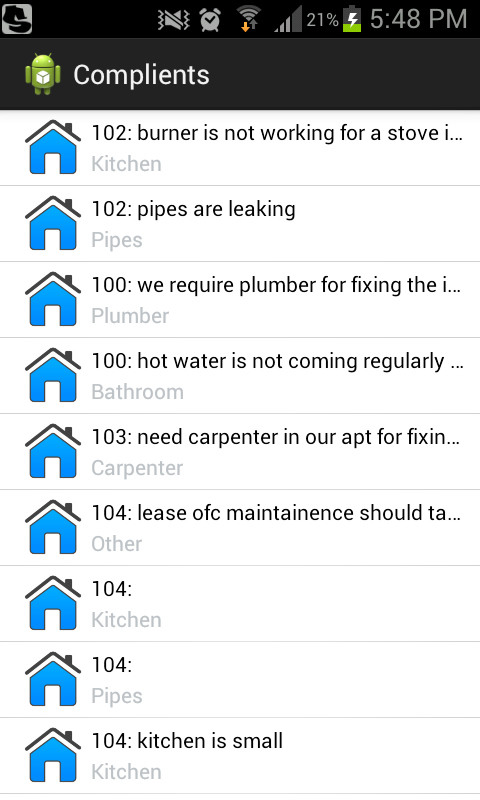 21% 5:48 PM
Complients
102: burner is not working for a stove i...
Kitchen
102: pipes are leaking
Pipes
100: we require plumber for fixing the i...
Plumber
100: hot water is not coming regularly ...
Bathroom
103: need carpenter in our apt for fixin...
Carpenter
104: lease ofc maintainence should ta...
Other
104:
Kitchen
104:
Pipes
104: kitchen is small
Kitchen